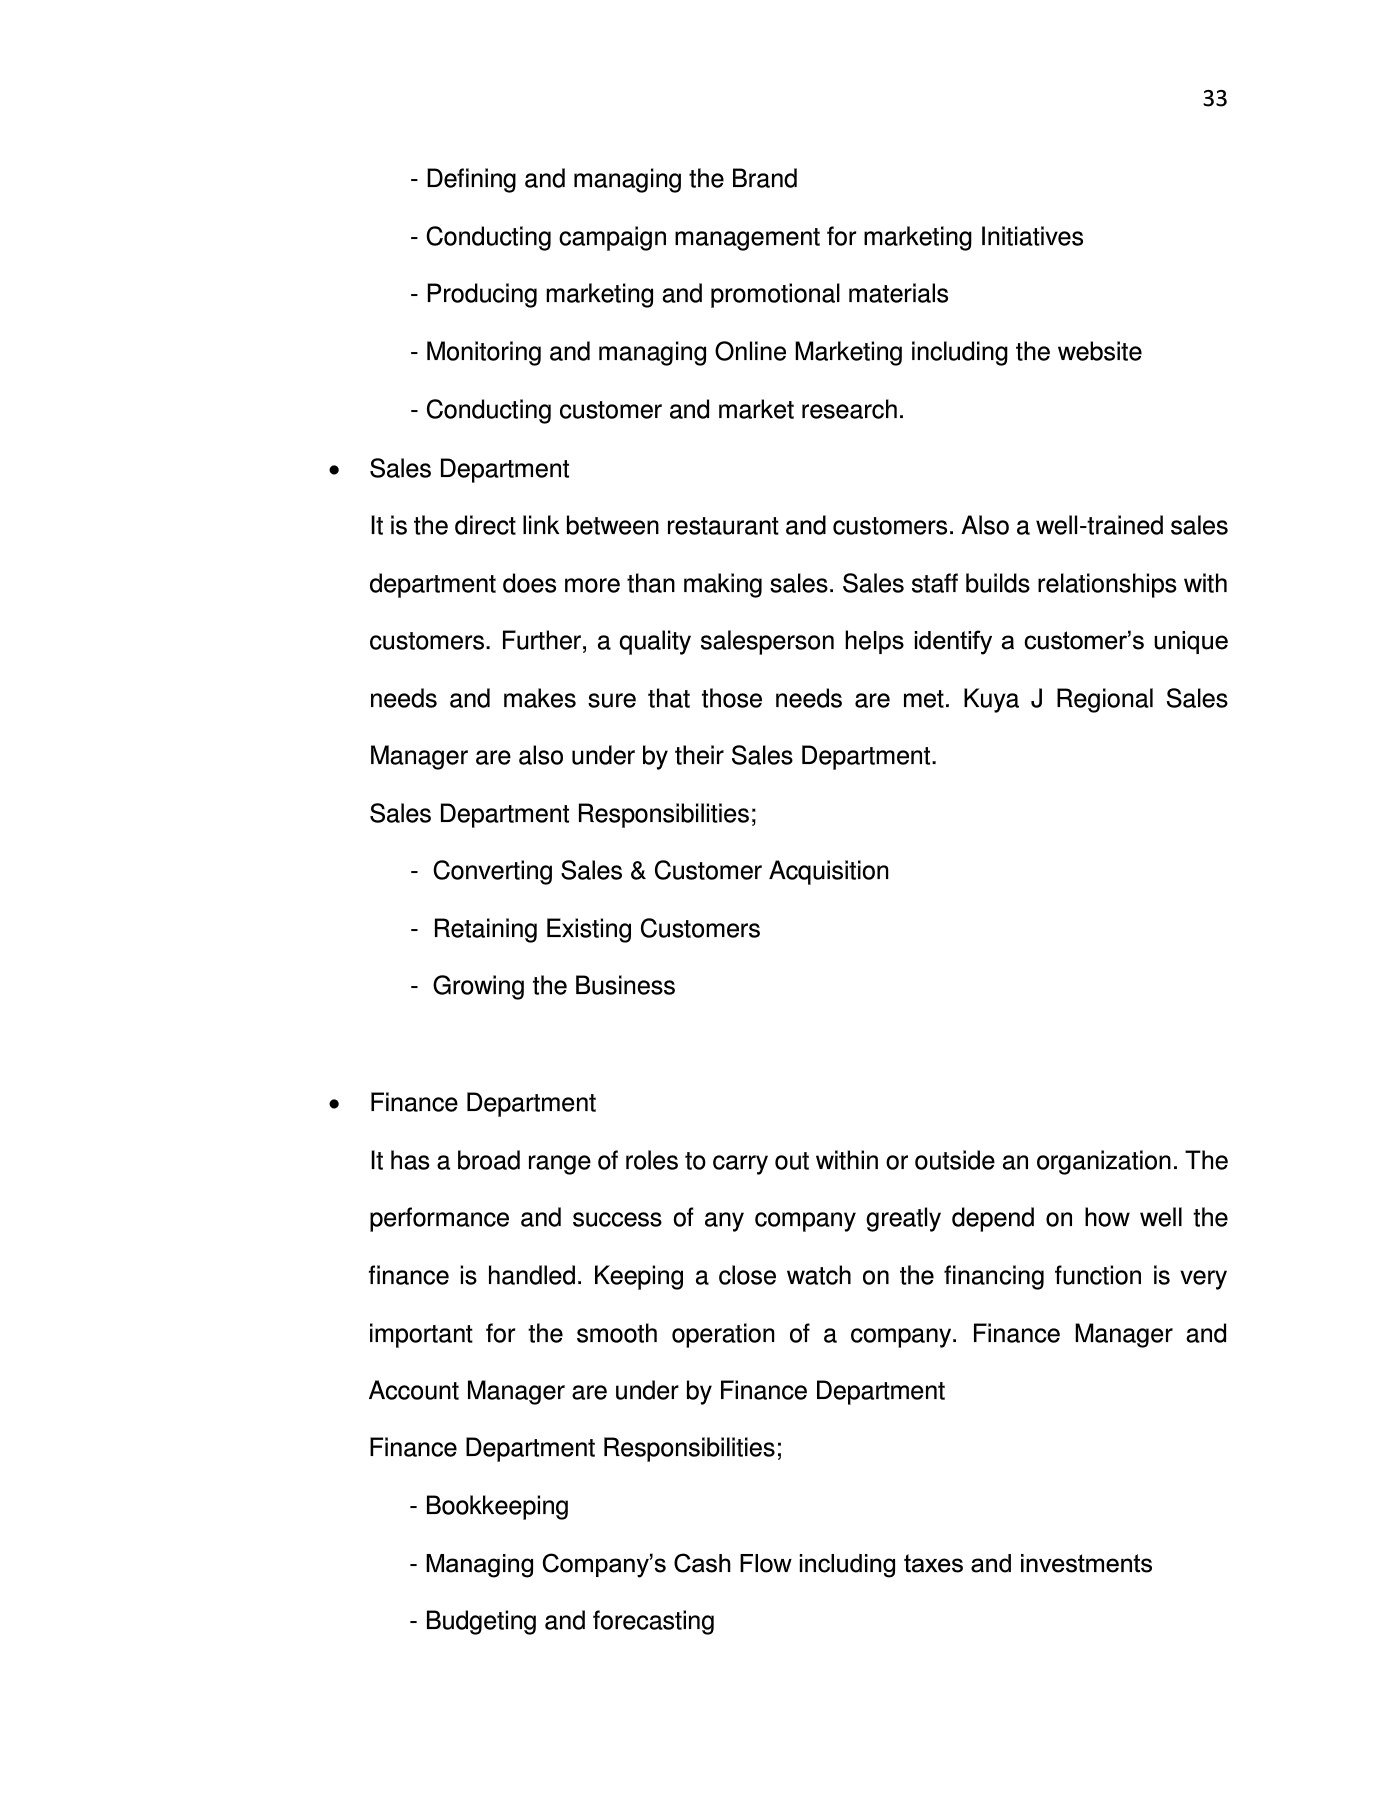 33
- Defining and managing the Brand
- Conducting campaign management for marketing Initiatives
- Producing marketing and promotional materials
- Monitoring and managing Online Marketing including the website
- Conducting customer and market research.
• Sales Department
It is the direct link between restaurant and customers. Also a well-trained sales
department does more than making sales. Sales staff builds relationships with
customers. Further, a quality salesperson helps identify a customer’s unique
needs and makes sure that those needs are met. Kuya J Regional Sales
Manager are also under by their Sales Department.
Sales Department Responsibilities;
- Converting Sales & Customer Acquisition
- Retaining Existing Customers
- Growing the Business
• Finance Department
It has a broad range of roles to carry out within or outside an organization. The
performance and success of any company greatly depend on how well the
finance is handled. Keeping a close watch on the financing function is very
important for the smooth operation of a company. Finance Manager and
Account Manager are under by Finance Department
Finance Department Responsibilities;
- Bookkeeping
- Managing Company’s Cash Flow including taxes and investments
- Budgeting and forecasting